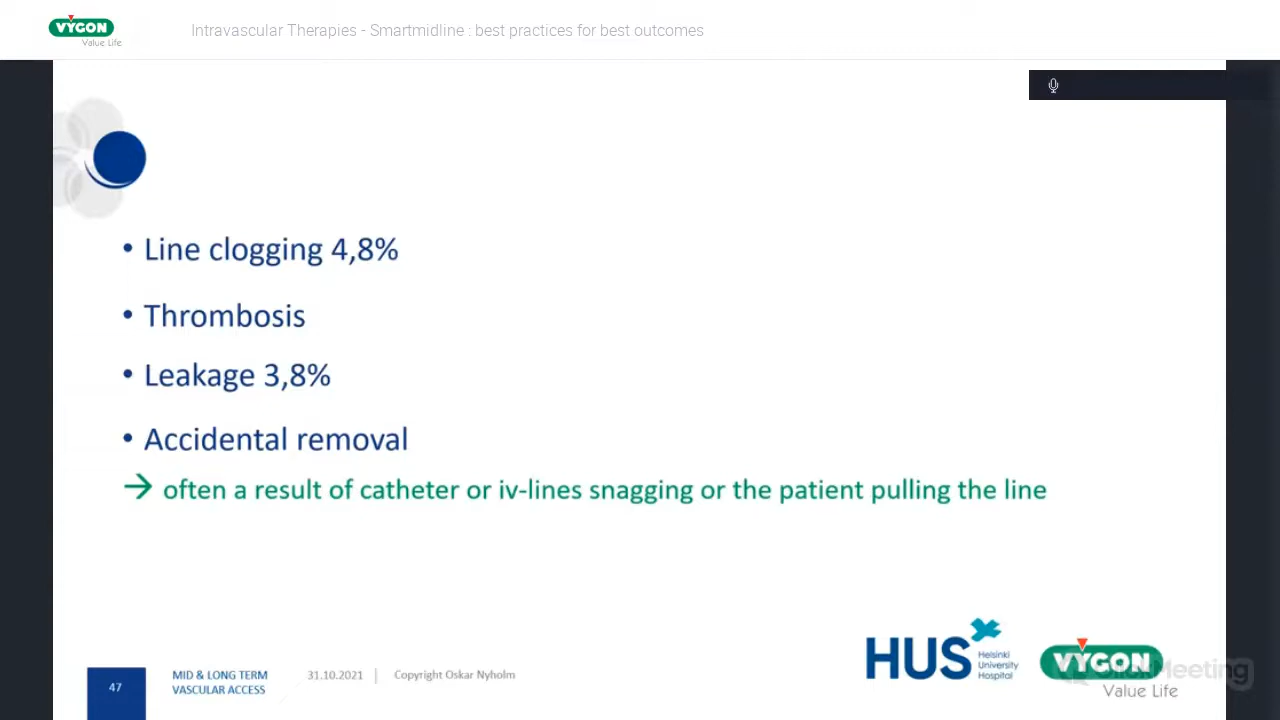 VYGON
Value Life
Intravascular Therapies - Smartmidline : best practices for best outcomes
• Line clogging 4,8%
• Thrombosis
• Leakage 3,8%
• Accidental removal
→ often a result of catheter or iv-lines snagging or the patient pulling the line
47
MID & LONG TERM
VASCULAR ACCESS
31.10.2021
Copyright Oskar Nyholm
HUS
Helsinki
University
Hospital
VYGON
Value Life
ClickMeeting